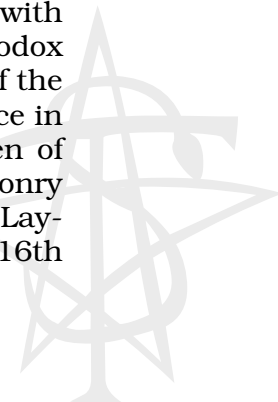 with
odox
f the
ce in
en of
onry
Lay-
16th